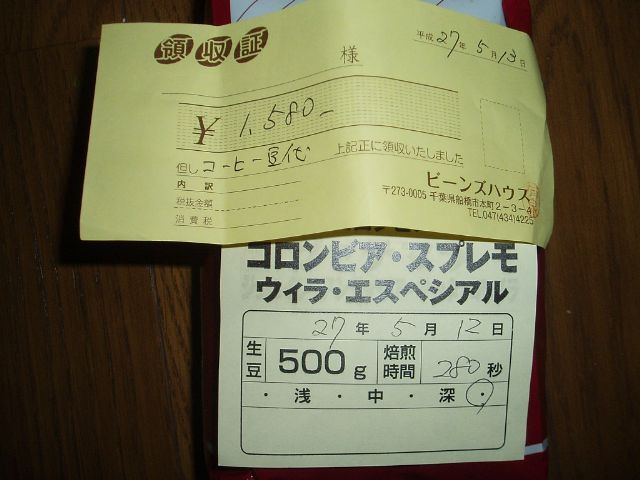 領収証
平成27年5月13日
様
¥1,580-
但しコーヒー豆代 上記正に領収いたしました
内訳
税抜金額
消費税
ビーンズハウス
〒273-0005 千葉県船橋市本町2-3-4
TEL.047(434)4225
コロンビア・スプレモ
ウィラ・エスペシアル
27年5月12日
生豆 500g 焙煎時間 280秒
・浅・中・深・